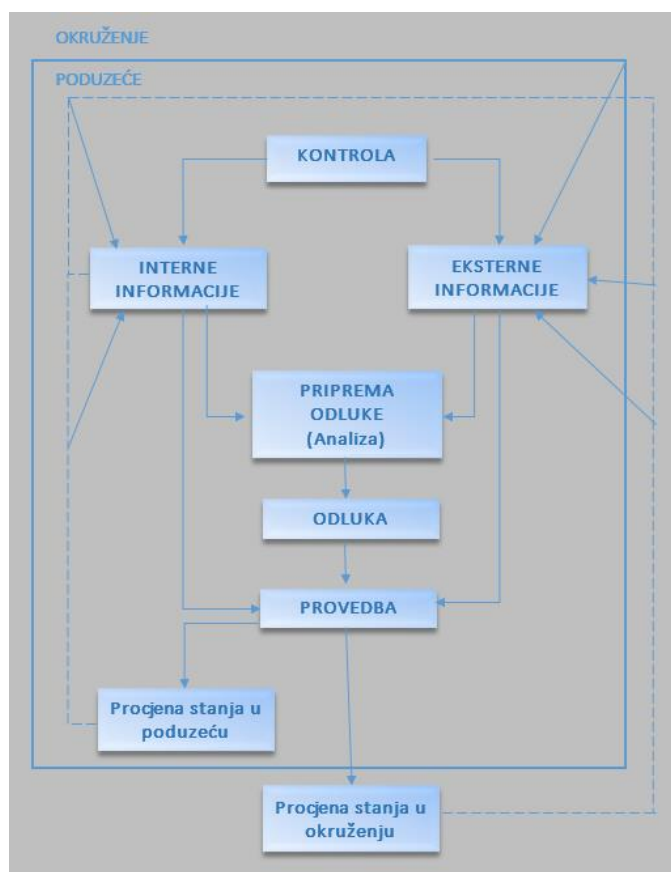 OKRUŽENJE
PODUZEĆE
KONTROLA
INTERNE
INFORMACIJE
EKSTERNE
INFORMACIJE
PRIPREMA
ODLUKE
(Analiza)
ODLUKA
PROVEDBA
Procjena stanja u
poduzeću
Procjena stanja u
okruženju